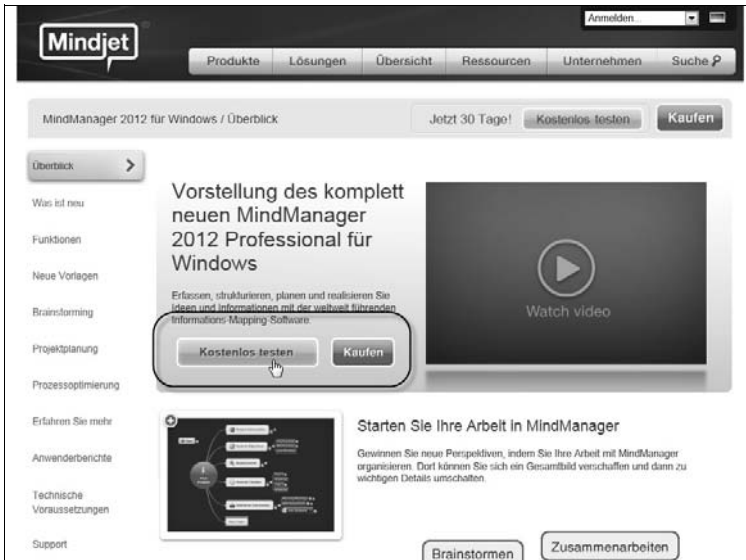 Anmelden...
Mindjet
Produkte Lösungen Übersicht Ressourcen Unternehmen Suche
MindManager 2012 für Windows / Überblick Jetzt 30 Tage! Kostenlos testen Kaufen
Überblick
Was ist neu
Funktionen
Neue Vorlagen
Brainstorming
Projektplanung
Prozessoptimierung
Erfahren Sie mehr
Anwenderberichte
Technische
Voraussetzungen
Support
Vorstellung des komplett
neuen MindManager
2012 Professional für
Windows
Erfassen, strukturieren, planen und realisieren Sie
Ideen und Informationen mit der weltweit führenden
Informations-Mapping-Software.
Kostenlos testen Kaufen
Watch video
Starten Sie Ihre Arbeit in MindManager
Gewinnen Sie neue Perspektiven, indem Sie Ihre Arbeit mit MindManager
organisieren. Dort können Sie sich ein Gesamtbild verschaffen und dann zu
wichtigen Details umschalten.
Brainstormen Zusammenarbeiten